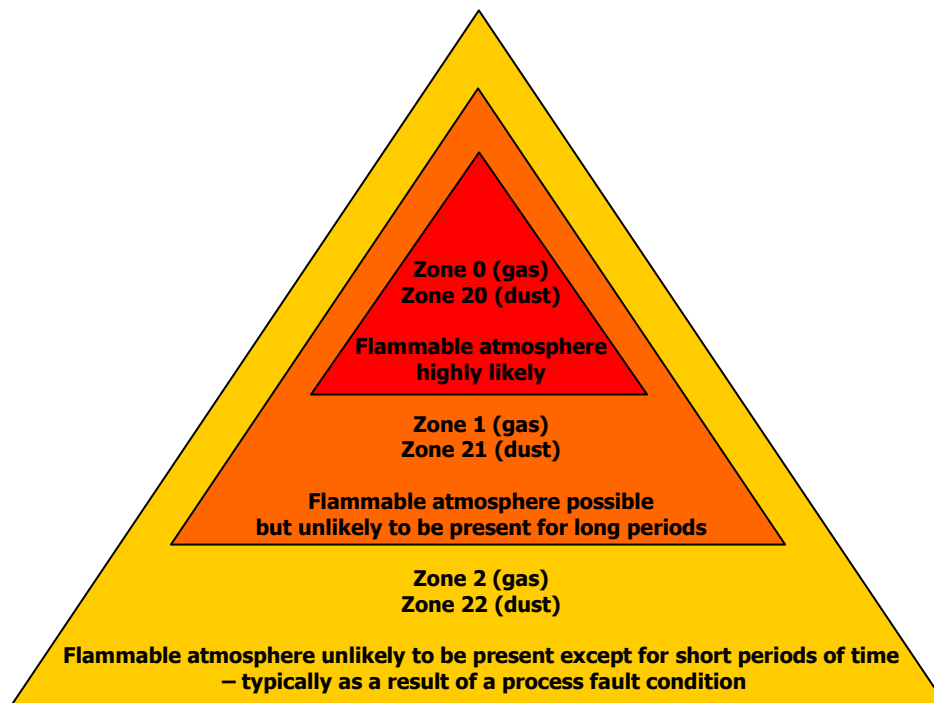 Zone 0 (gas)
Zone 20 (dust)
Flammable atmosphere
highly likely
Zone 1 (gas)
Zone 21 (dust)
Flammable atmosphere possible
but unlikely to be present for long periods
Zone 2 (gas)
Zone 22 (dust)
Flammable atmosphere unlikely to be present except for short periods of time
– typically as a result of a process fault condition